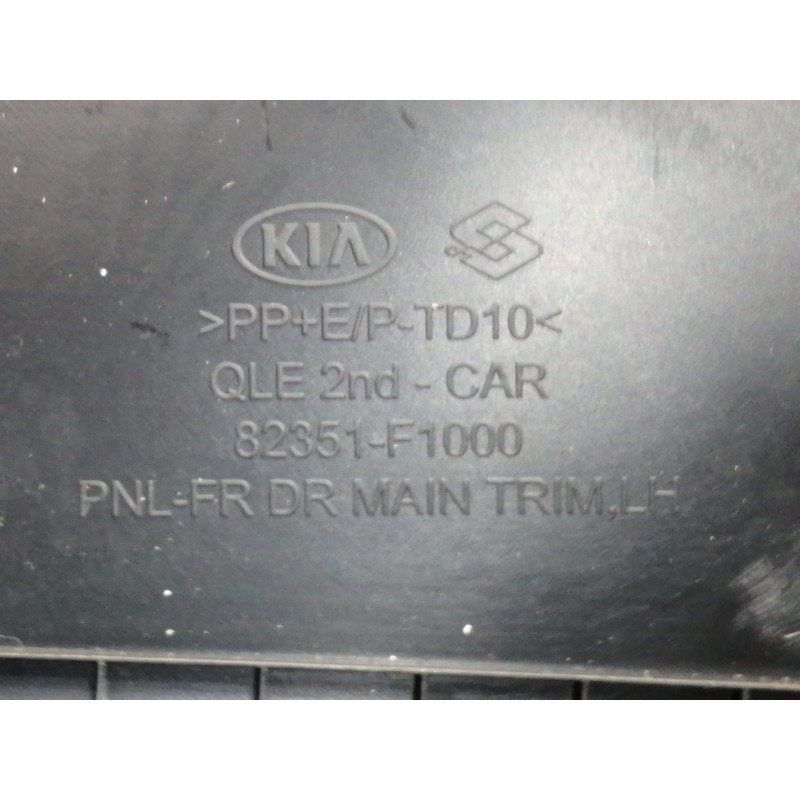 KIA
>PP+E/P-TD10<
QLE 2nd - CAR
82351-F1000
PNL-FR DR MAIN TRIM,LH